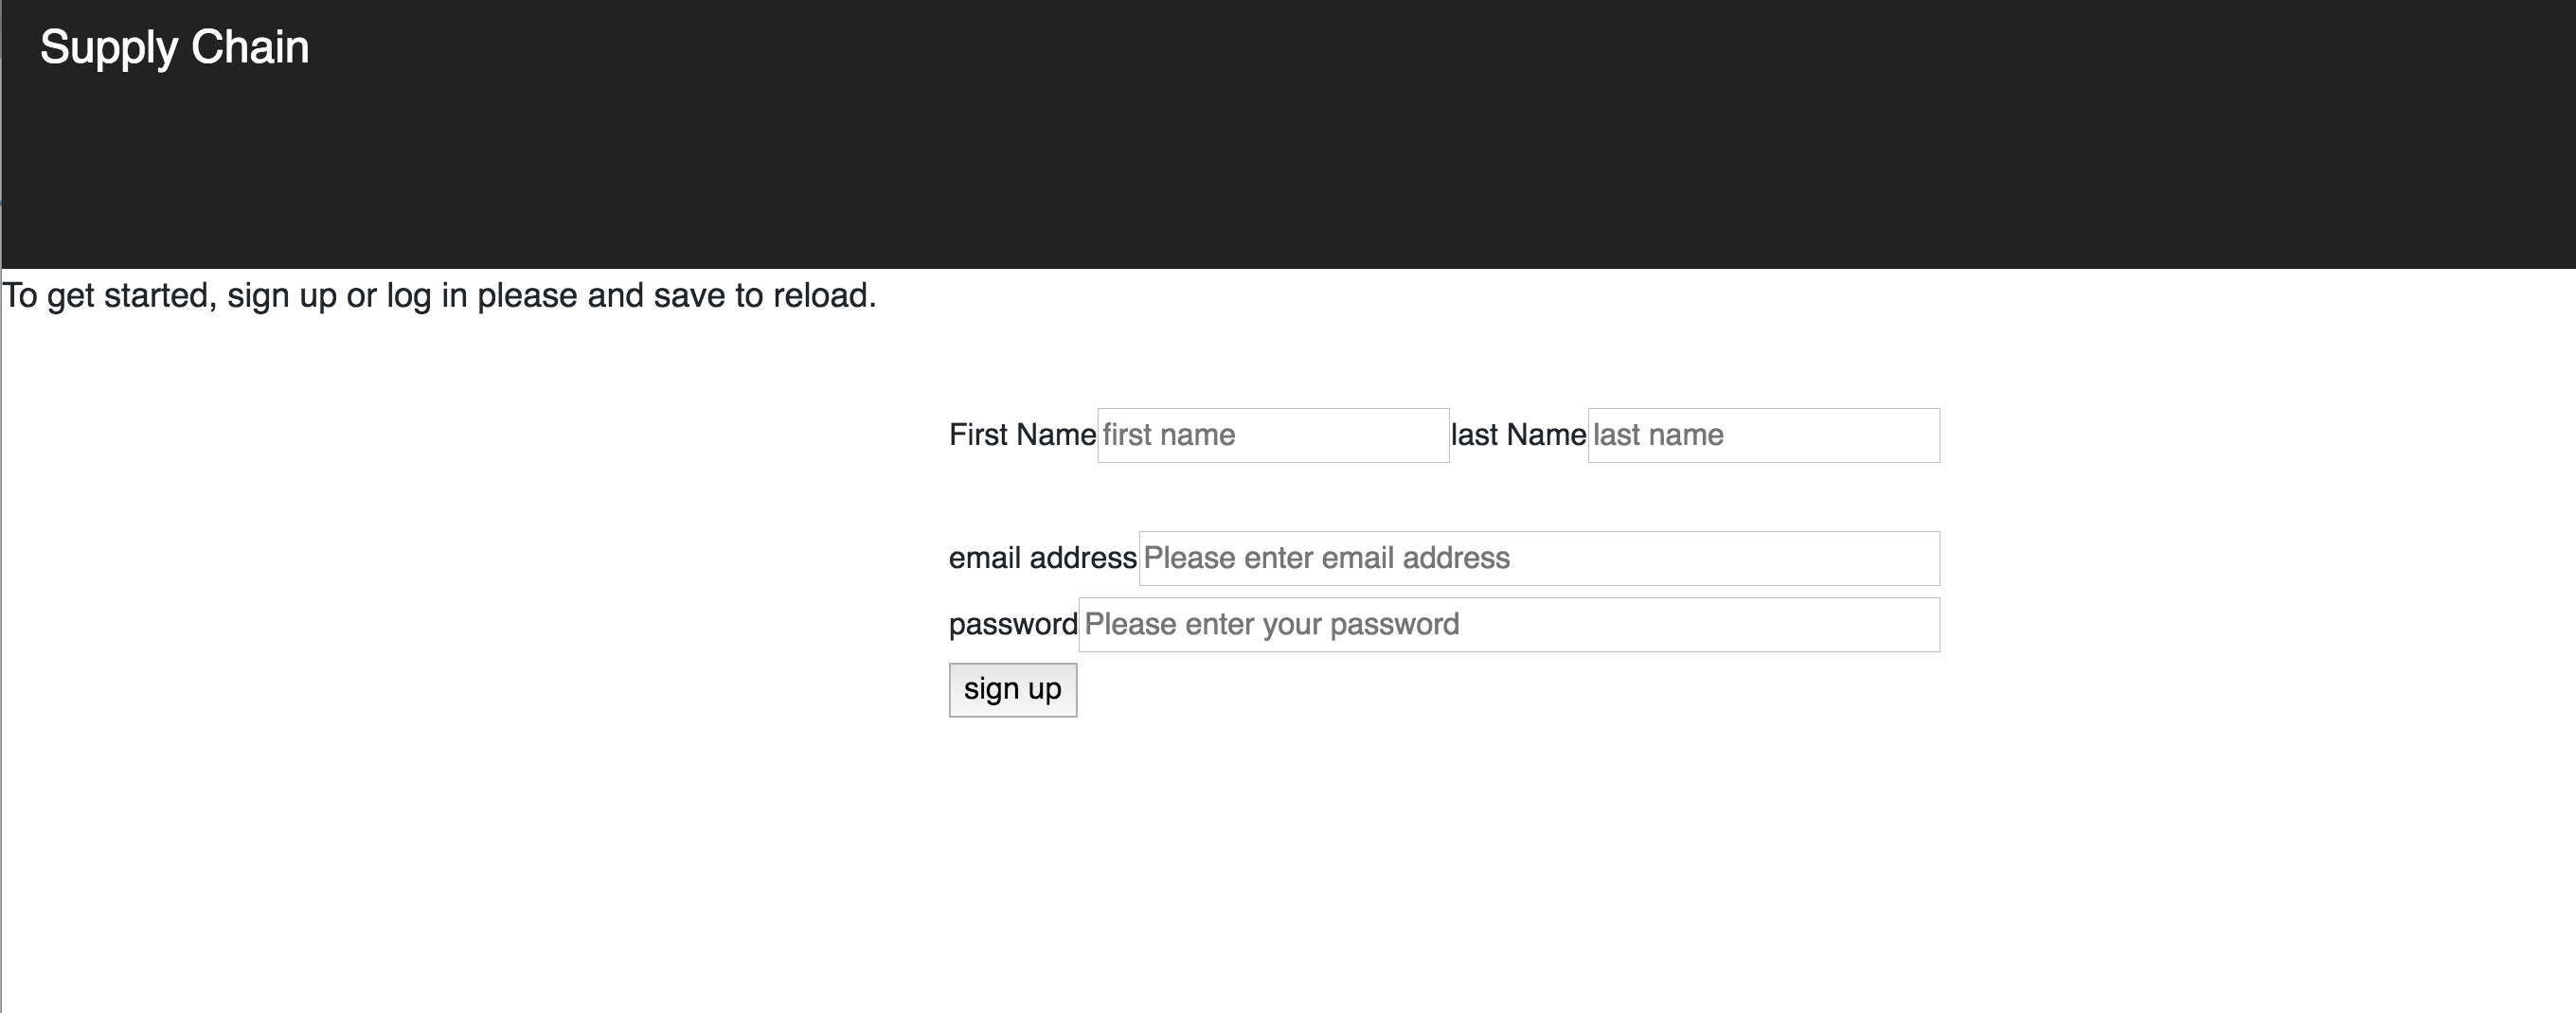 Supply Chain
To get started, sign up or log in please and save to reload.
First Name first name last Name last name
email address Please enter email address
password Please enter your password
sign up